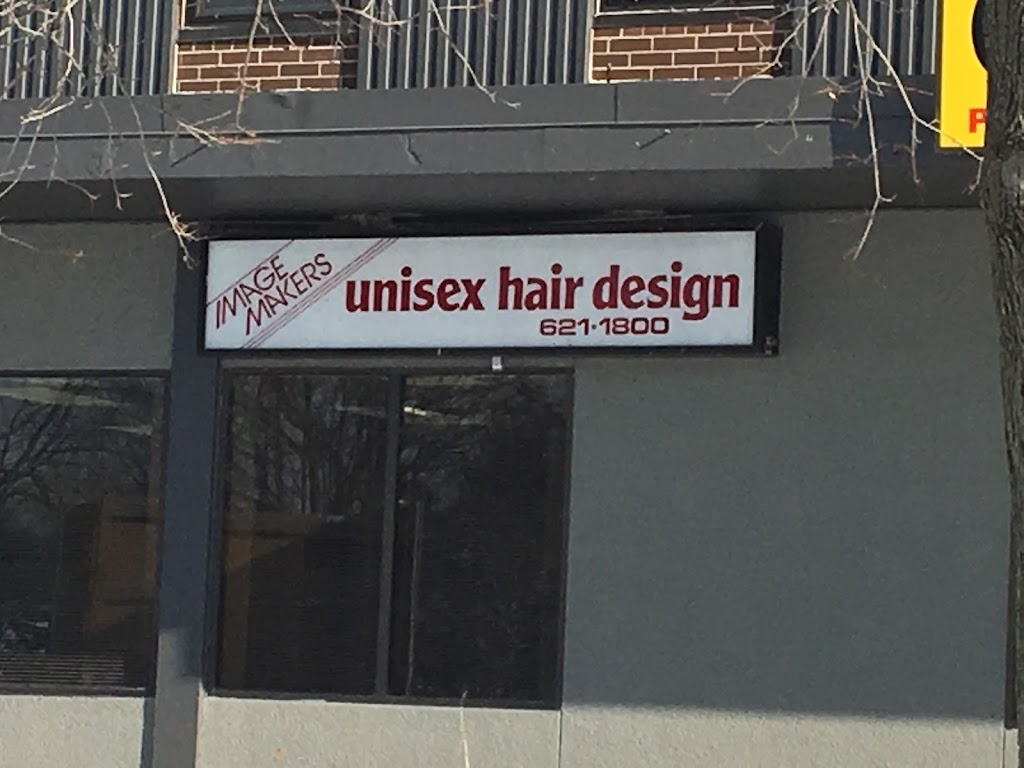 IMAGE
MAKERS
unisex hair design
621-1800
P